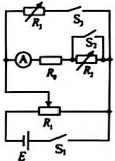 R₃ S₃
S₂
A R₀ R₂
R₁
E S₁